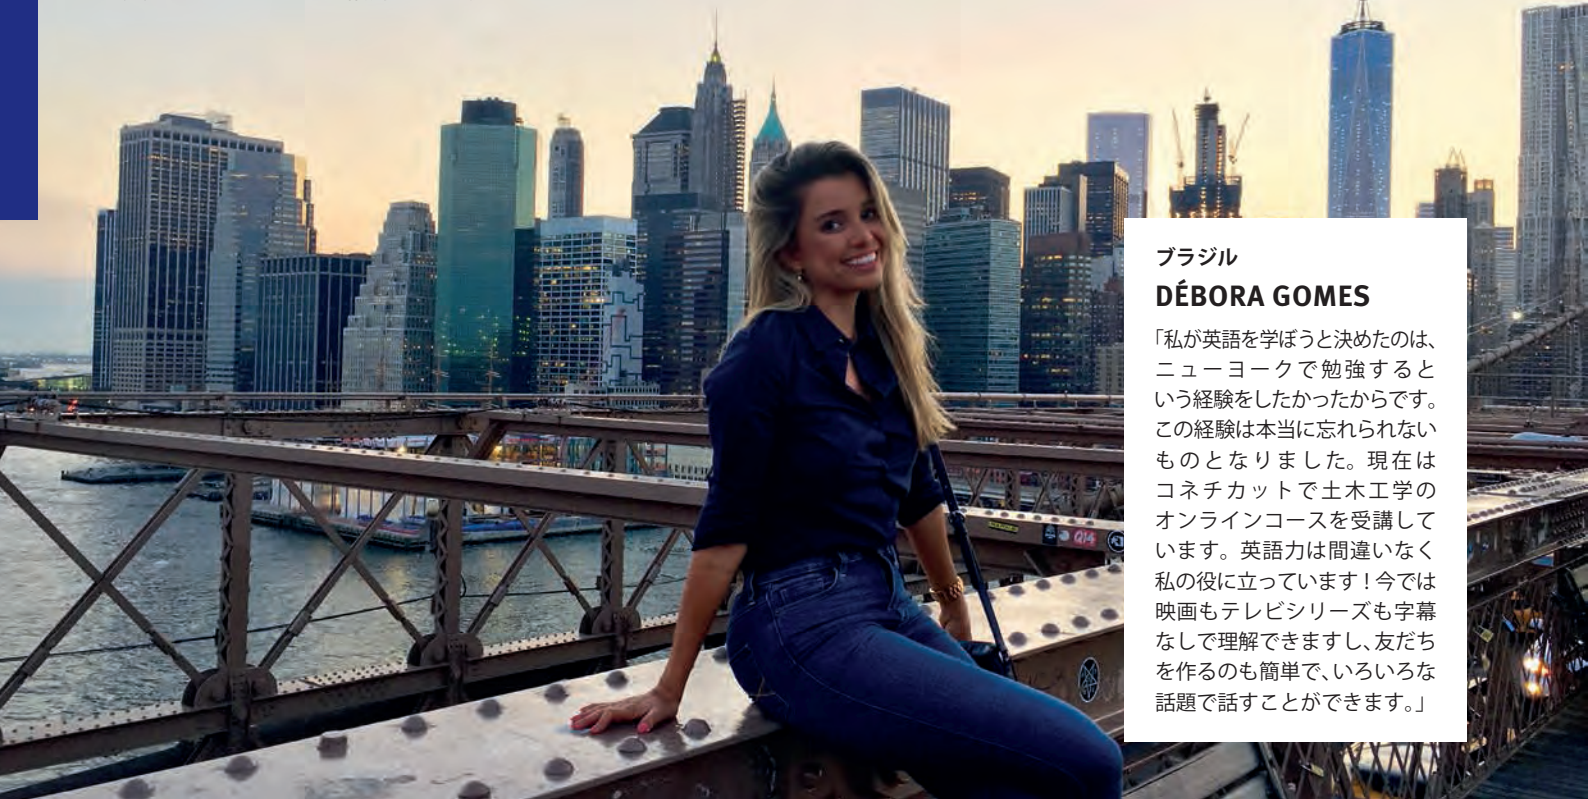 ブラジル
DÉBORA GOMES
「私が英語を学ぼうと決めたのは、
ニューヨークで勉強すると
いう経験をしたかったからです。
この経験は本当に忘れられない
ものとなりました。現在は
コネチカットで土木工学の
オンラインコースを受講して
います。英語力は間違いなく
私の役に立っています！今では
映画もテレビシリーズも字幕
なしで理解できますし、友だち
を作るのも簡単で、いろいろな
話題で話すことができます。」
Q14